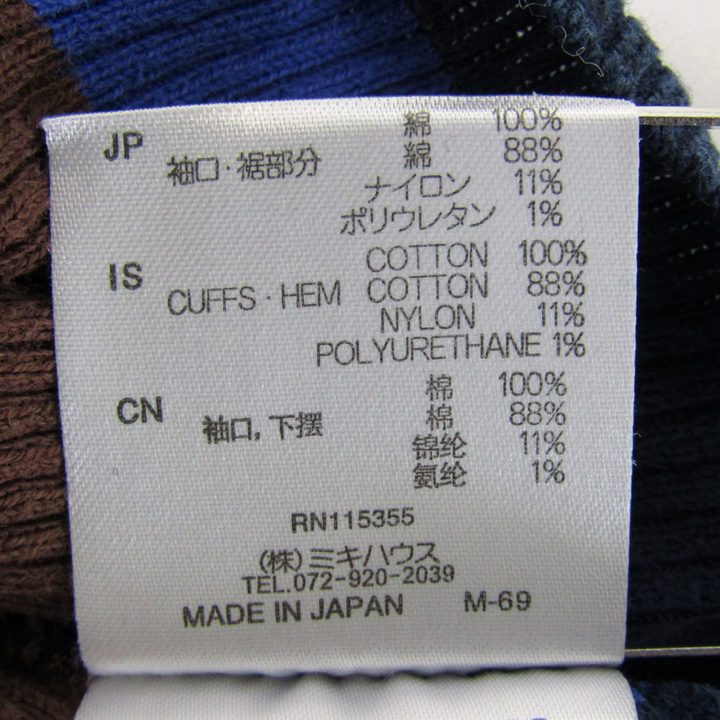 JP 綿 100%
袖口·裾部分 綿 88%
ナイロン 11%
ポリウレタン 1%
IS COTTON 100%
CUFFS · HEM COTTON 88%
NYLON 11%
POLYURETHANE 1%
CN 棉 100%
袖口, 下摆 棉 88%
锦纶 11%
氨纶 1%
RN115355
(株)ミキハウス
TEL.072-920-2039
MADE IN JAPAN M-69